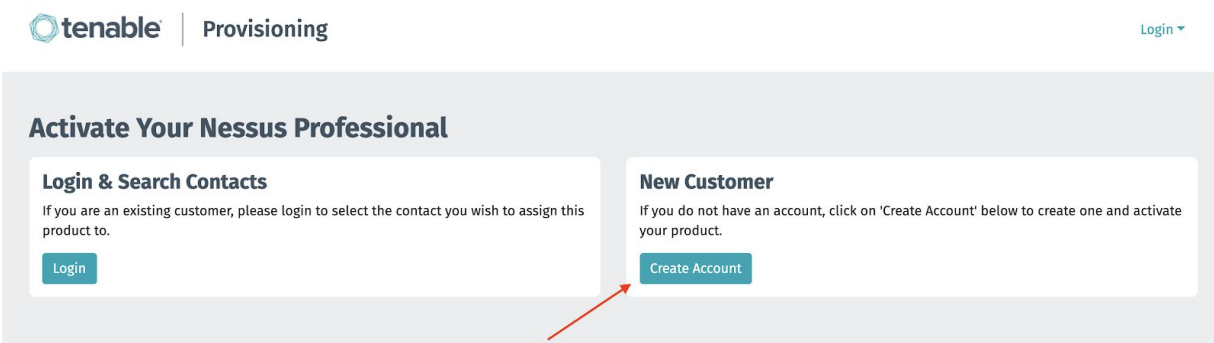 tenable Provisioning Login
Activate Your Nessus Professional
Login & Search Contacts
If you are an existing customer, please login to select the contact you wish to assign this
product to.
Login
New Customer
If you do not have an account, click on 'Create Account' below to create one and activate
your product.
Create Account